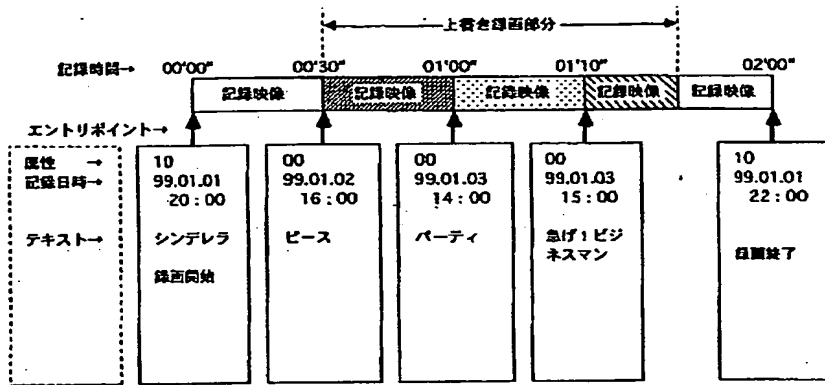 上書き録画部分
記録時間→ 00'00" 00'30" 01'00" 01'10" 02'00"
記録映像 記録映像 記録映像 記録映像 記録映像
エントリポイント→
属性 → 10 00 00 00 10
記録日時→ 99.01.01 99.01.02 99.01.03 99.01.03 99.01.01
20:00 16:00 14:00 15:00 22:00
テキスト→ シンデレラ ピース パーティ 急げ!ビジ
ネスマン
録画開始 録画終了